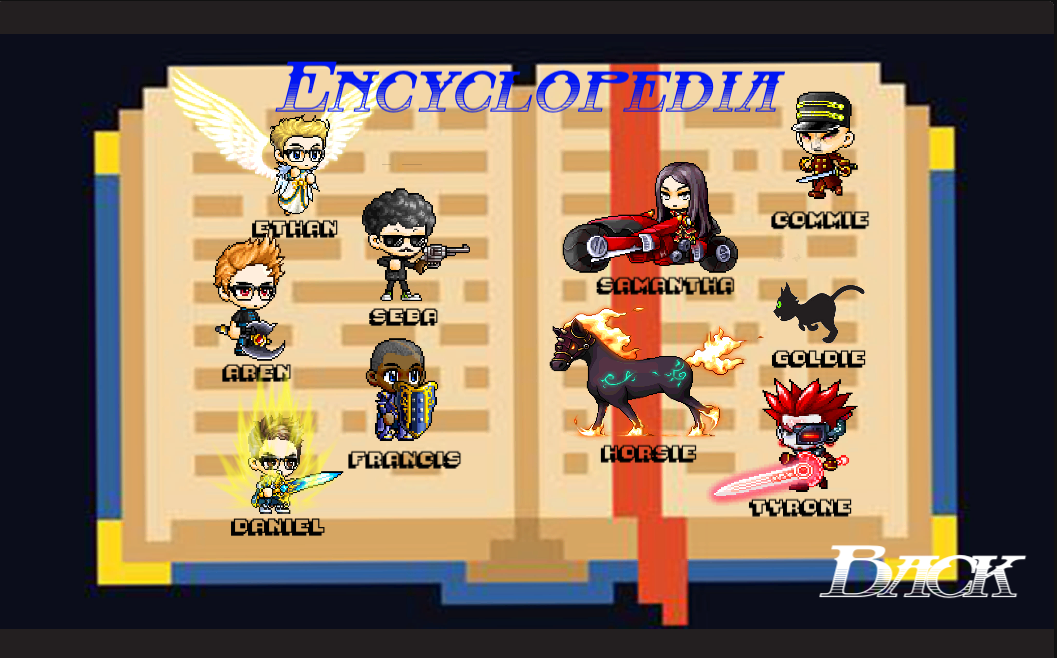 ENCYCLOPEDIA
ETHAN
SEBA
AREN
FRANCIS
DANIEL
COMMIE
SAMANTHA
GOLDIE
HORSIE
TYRONE
BACK